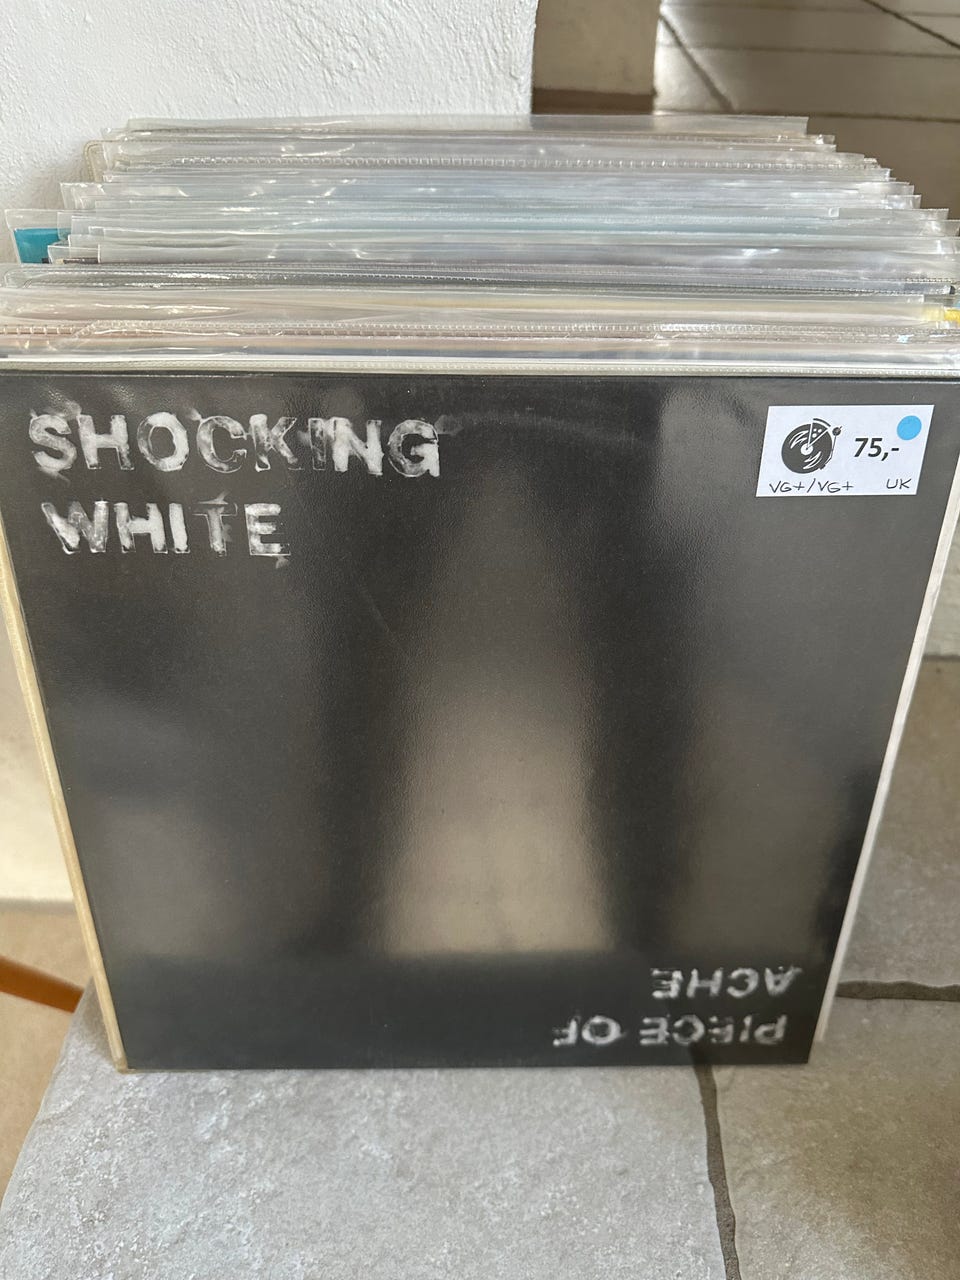 SHOCKING
WHITE
75,-
VG+/VG+ UK
PIECE OF
ACHE